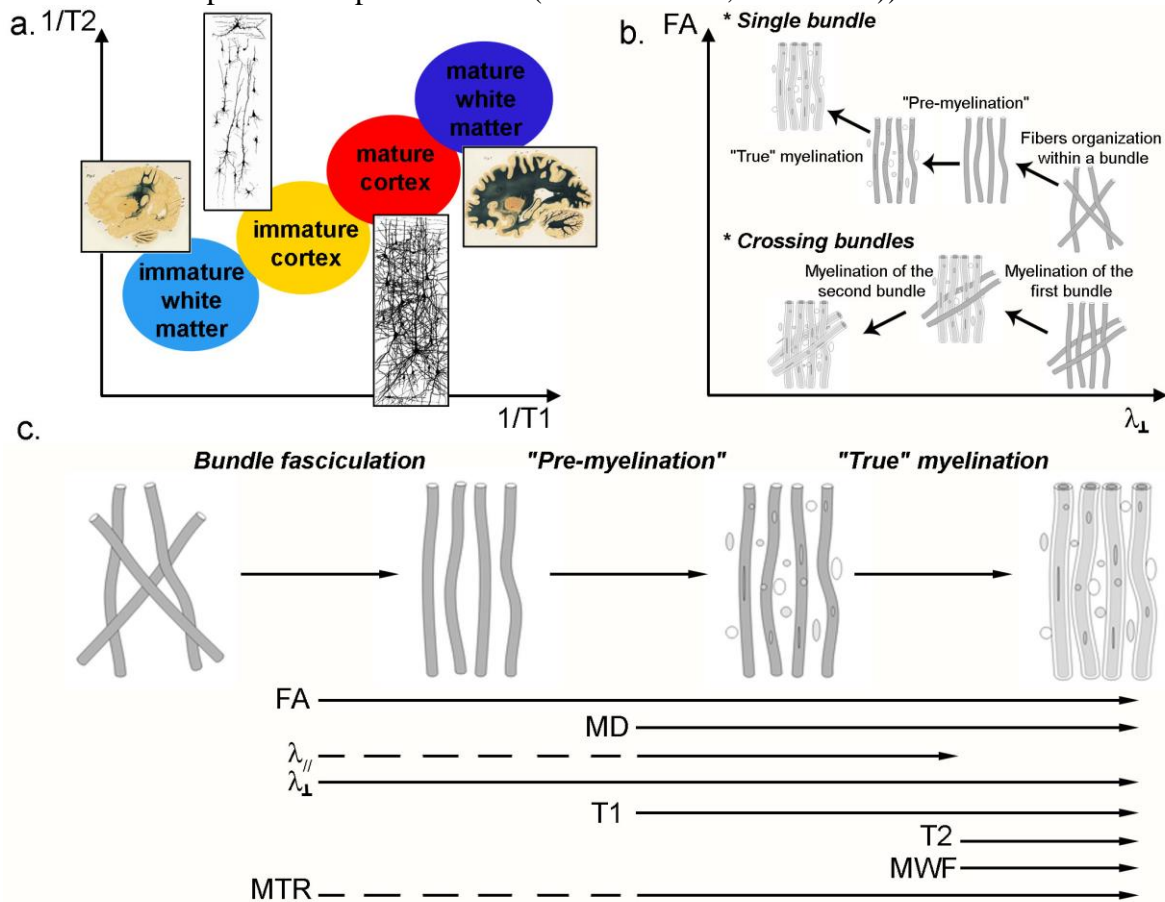 a. 1/T2
mature
white
matter
mature
cortex
immature
cortex
immature
white
matter
1/T1
b. FA
* Single bundle
"Pre-myelination"
"True" myelination
Fibers organization
within a bundle
* Crossing bundles
Myelination of the
second bundle
Myelination of the
first bundle
λ⊥
c.
Bundle fasciculation "Pre-myelination" "True" myelination
FA
MD
λ//
λ⊥
T1
T2
MWF
MTR